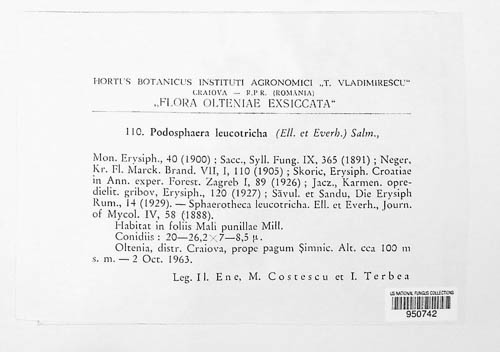 HORTUS BOTANICUS INSTITUTI AGRONOMICI „T. VLADIMIRESCU"
CRAIOVA — R.P.R. (ROMANIA)
„FLORA OLTENIAE EXSICCATA"
110. Podosphaera leucotricha (Ell. et Everh.) Salm.,
Mon. Erysiph., 40 (1900) ; Sacc., Syll. Fung. IX, 365 (1891) ; Neger,
Kr. Fl. Marck. Brand. VII, I, 110 (1905) ; Skoric, Erysiph. Croatiae
in Ann. exper. Forest. Zagreb I, 89 (1926) ; Jacz., Karmen. opre-
dielit. gribov, Erysiph., 120 (1927) ; Săvul. et Sandu, Die Erysiph
Rum., 14 (1929). — Sphaerotheca leucotricha. Ell. et Everh., Journ.
of Mycol. IV, 58 (1888).
Habitat in foliis Mali punillae Mill.
Conidiis : 20—26,2×7—8,5 μ.
Oltenia, distr. Craiova, prope pagum Șimnic. Alt. cca 100 m
s. m. — 2 Oct. 1963.
Leg. Il. Ene, M. Costescu et I. Terbea
US NATIONAL FUNGUS COLLECTIONS
950742